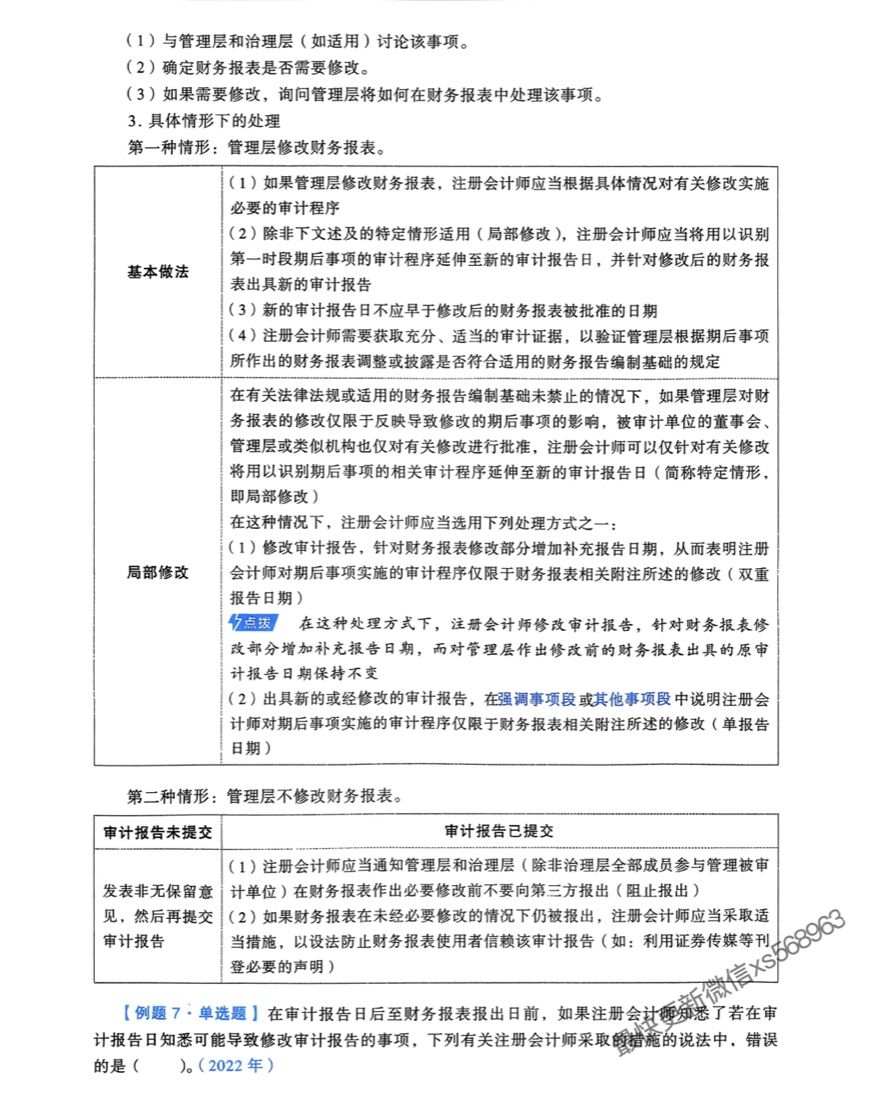 （1）与管理层和治理层（如适用）讨论该事项。
（2）确定财务报表是否需要修改。
（3）如果需要修改，询问管理层将如何在财务报表中处理该事项。
3. 具体情形下的处理
第一种情形：管理层修改财务报表。
基本做法
（1）如果管理层修改财务报表，注册会计师应当根据具体情况对有关修改实施
必要的审计程序
（2）除非下文述及的特定情形适用（局部修改），注册会计师应当将用以识别
第一时段期后事项的审计程序延伸至新的审计报告日，并针对修改后的财务报
表出具新的审计报告
（3）新的审计报告日不应早于修改后的财务报表被批准的日期
（4）注册会计师需要获取充分、适当的审计证据，以验证管理层根据期后事项
所作出的财务报表调整或披露是否符合适用的财务报告编制基础的规定
局部修改
在有关法律法规或适用的财务报告编制基础未禁止的情况下，如果管理层对财
务报表的修改仅限于反映导致修改的期后事项的影响，被审计单位的董事会、
管理层或类似机构也仅对有关修改进行批准，注册会计师可以仅针对有关修改
将用以识别期后事项的相关审计程序延伸至新的审计报告日（简称特定情形，
即局部修改）
在这种情况下，注册会计师应当选用下列处理方式之一：
（1）修改审计报告，针对财务报表修改部分增加补充报告日期，从而表明注册
会计师对期后事项实施的审计程序仅限于财务报表相关附注所述的修改（双重
报告日期）
点拨 在这种处理方式下，注册会计师修改审计报告，针对财务报表修
改部分增加补充报告日期，而对管理层作出修改前的财务报表出具的原审
计报告日期保持不变
（2）出具新的或经修改的审计报告，在强调事项段或其他事项段中说明注册会
计师对期后事项实施的审计程序仅限于财务报表相关附注所述的修改（单报告
日期）
第二种情形：管理层不修改财务报表。
审计报告未提交 审计报告已提交
发表非无保留意
见，然后再提交
审计报告
（1）注册会计师应当通知管理层和治理层（除非治理层全部成员参与管理被审
计单位）在财务报表作出必要修改前不要向第三方报出（阻止报出）
（2）如果财务报表在未经必要修改的情况下仍被报出，注册会计师应当采取适
当措施，以设法防止财务报表使用者信赖该审计报告（如：利用证券传媒等刊
登必要的声明）
【例题7·单选题】在审计报告日后至财务报表报出日前，如果注册会计师知悉了若在审
计报告日知悉可能导致修改审计报告的事项，下列有关注册会计师采取的措施的说法中，错误
的是（ ）。（2022年）
最快更新微信xs568963